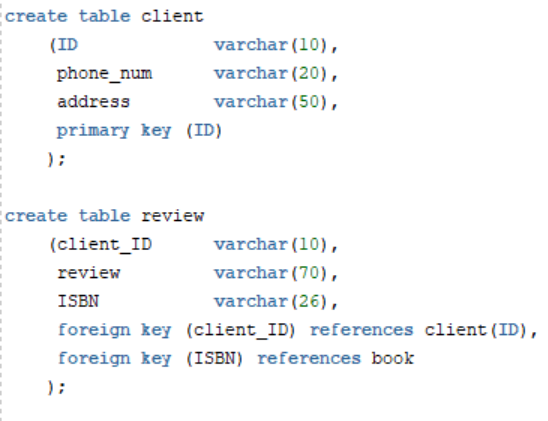 create table client
(ID varchar(10),
phone_num varchar(20),
address varchar(50),
primary key (ID)
);
create table review
(client_ID varchar(10),
review varchar(70),
ISBN varchar(26),
foreign key (client_ID) references client(ID),
foreign key (ISBN) references book
);